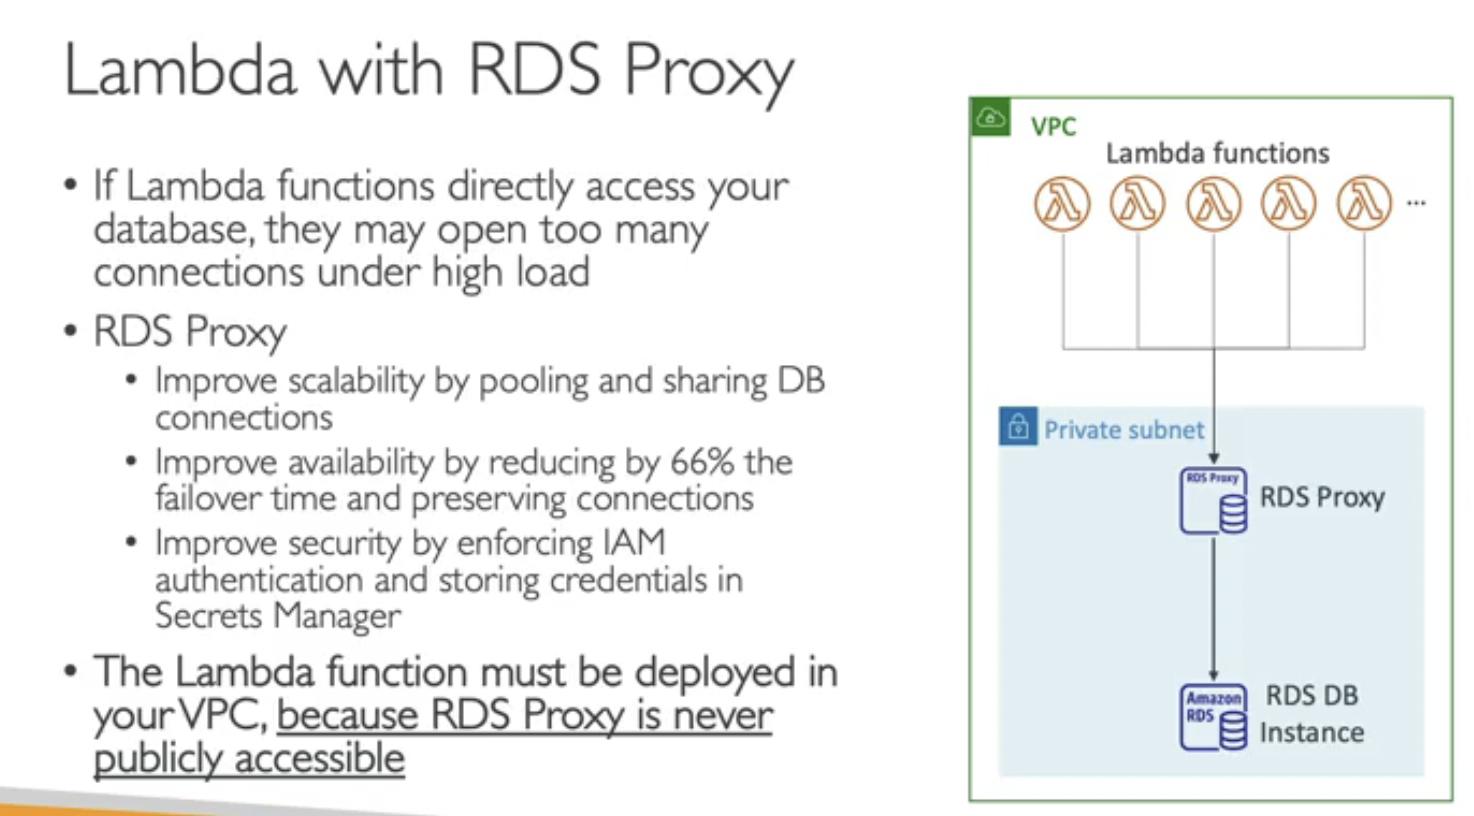 Lambda with RDS Proxy
• If Lambda functions directly access your
database, they may open too many
connections under high load
• RDS Proxy
• Improve scalability by pooling and sharing DB
connections
• Improve availability by reducing by 66% the
failover time and preserving connections
• Improve security by enforcing IAM
authentication and storing credentials in
Secrets Manager
• The Lambda function must be deployed in
your VPC, because RDS Proxy is never
publicly accessible
VPC
Lambda functions
...
Private subnet
RDS Proxy
RDS Proxy
Amazon
RDS
RDS DB
Instance